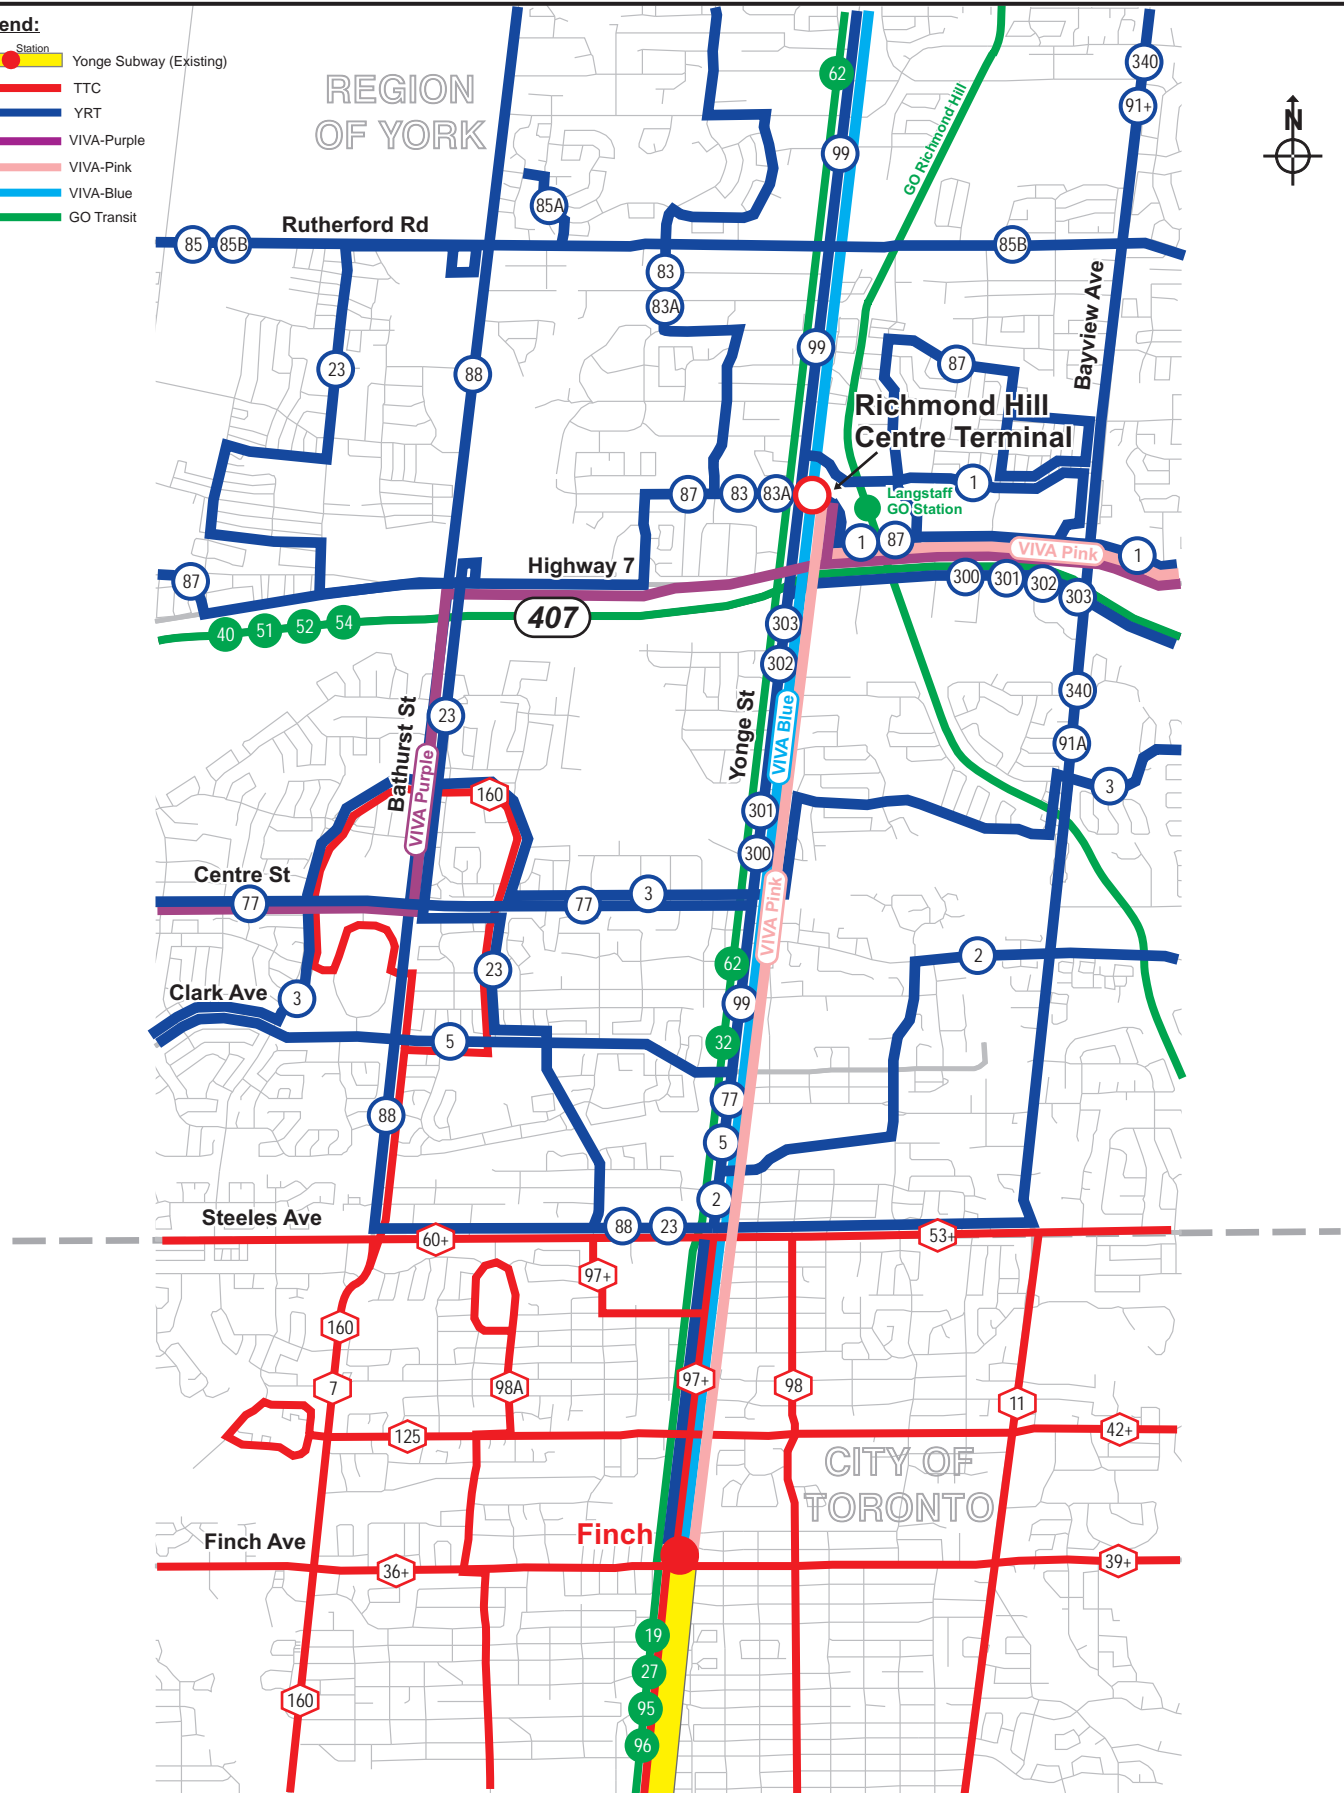 end:
Station
Yonge Subway (Existing)
TTC
YRT
VIVA-Purple
VIVA-Pink
VIVA-Blue
GO Transit
REGION
OF YORK
N
62
99
GO Richmond Hill
340
91+
85A
Rutherford Rd
85
85B
85B
83
83A
Bayview Ave
23
88
99
87
Richmond Hill
Centre Terminal
87
83
83A
1
Langstaff
GO Station
1
87
VIVA Pink
1
Highway 7
87
300
301
302
303
407
40
51
52
54
303
302
340
Bathurst St
23
Yonge St
VIVA Blue
91A
VIVA Purple
160
3
301
300
Centre St
77
77
3
VIVA Pink
62
2
23
Clark Ave
3
99
5
32
77
88
5
2
Steeles Ave
88
23
60+
53+
97+
160
7
98A
97+
98
11
125
42+
CITY OF
TORONTO
Finch Ave
Finch
36+
39+
19
27
95
96
160